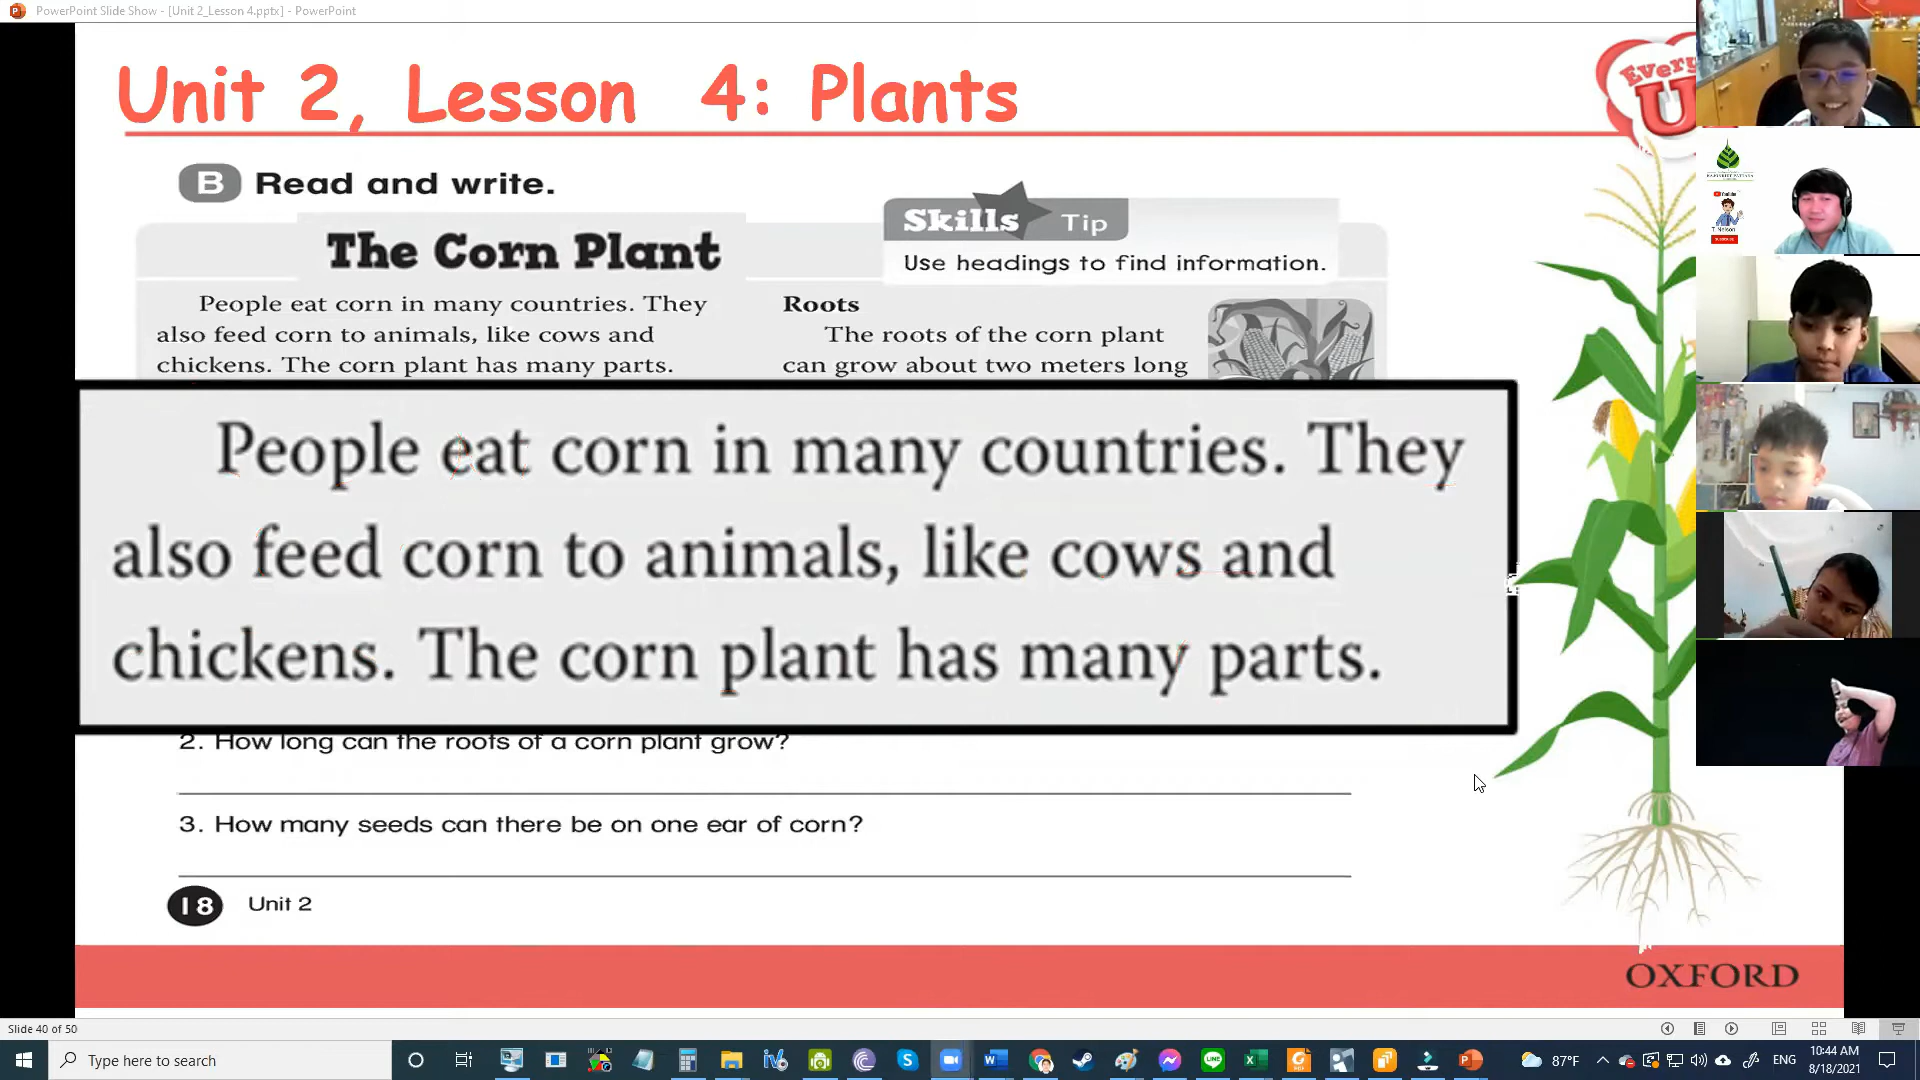 PowerPoint Slide Show - [Unit 2_Lesson 4.pptx] - PowerPoint
Unit 2, Lesson 4: Plants
Every
U
B Read and write.
The Corn Plant
Skills Tip
Use headings to find information.
People eat corn in many countries. They
also feed corn to animals, like cows and
chickens. The corn plant has many parts.
Roots
The roots of the corn plant
can grow about two meters long
People eat corn in many countries. They
also feed corn to animals, like cows and
chickens. The corn plant has many parts.
2. How long can the roots of a corn plant grow?
3. How many seeds can there be on one ear of corn?
18 Unit 2
OXFORD
YouTube
T. Nelson
SUBSCRIBE
Slide 40 of 50
Type here to search
87°F
ENG
10:44 AM
8/18/2021